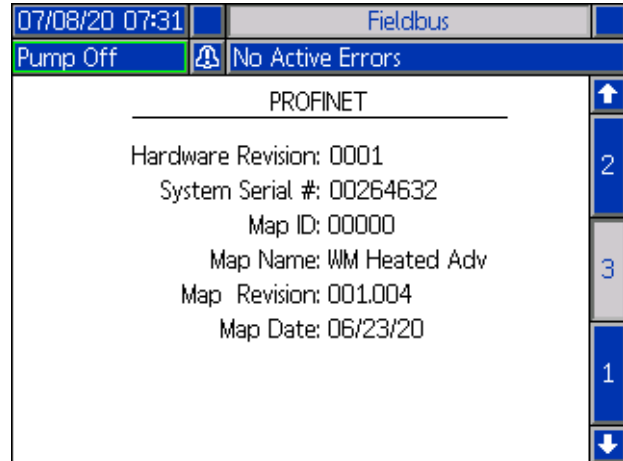 07/08/20 07:31 Fieldbus
Pump Off No Active Errors
PROFINET
Hardware Revision: 0001
System Serial #: 00264632
Map ID: 00000
Map Name: WM Heated Adv
Map Revision: 001.004
Map Date: 06/23/20
2
3
1